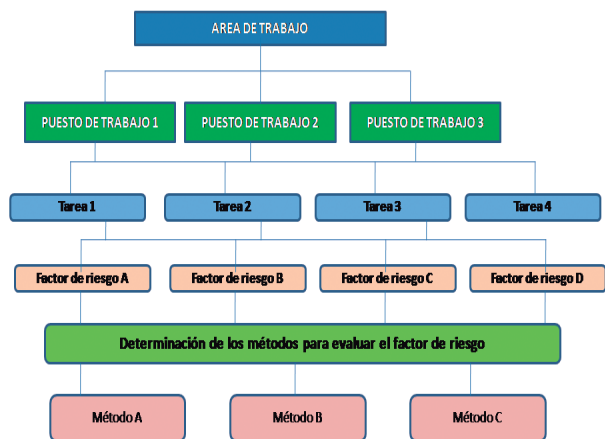 AREA DE TRABAJO
PUESTO DE TRABAJO 1
PUESTO DE TRABAJO 2
PUESTO DE TRABAJO 3
Tarea 1
Tarea 2
Tarea 3
Tarea 4
Factor de riesgo A
Factor de riesgo B
Factor de riesgo C
Factor de riesgo D
Determinación de los métodos para evaluar el factor de riesgo
Método A
Método B
Método C